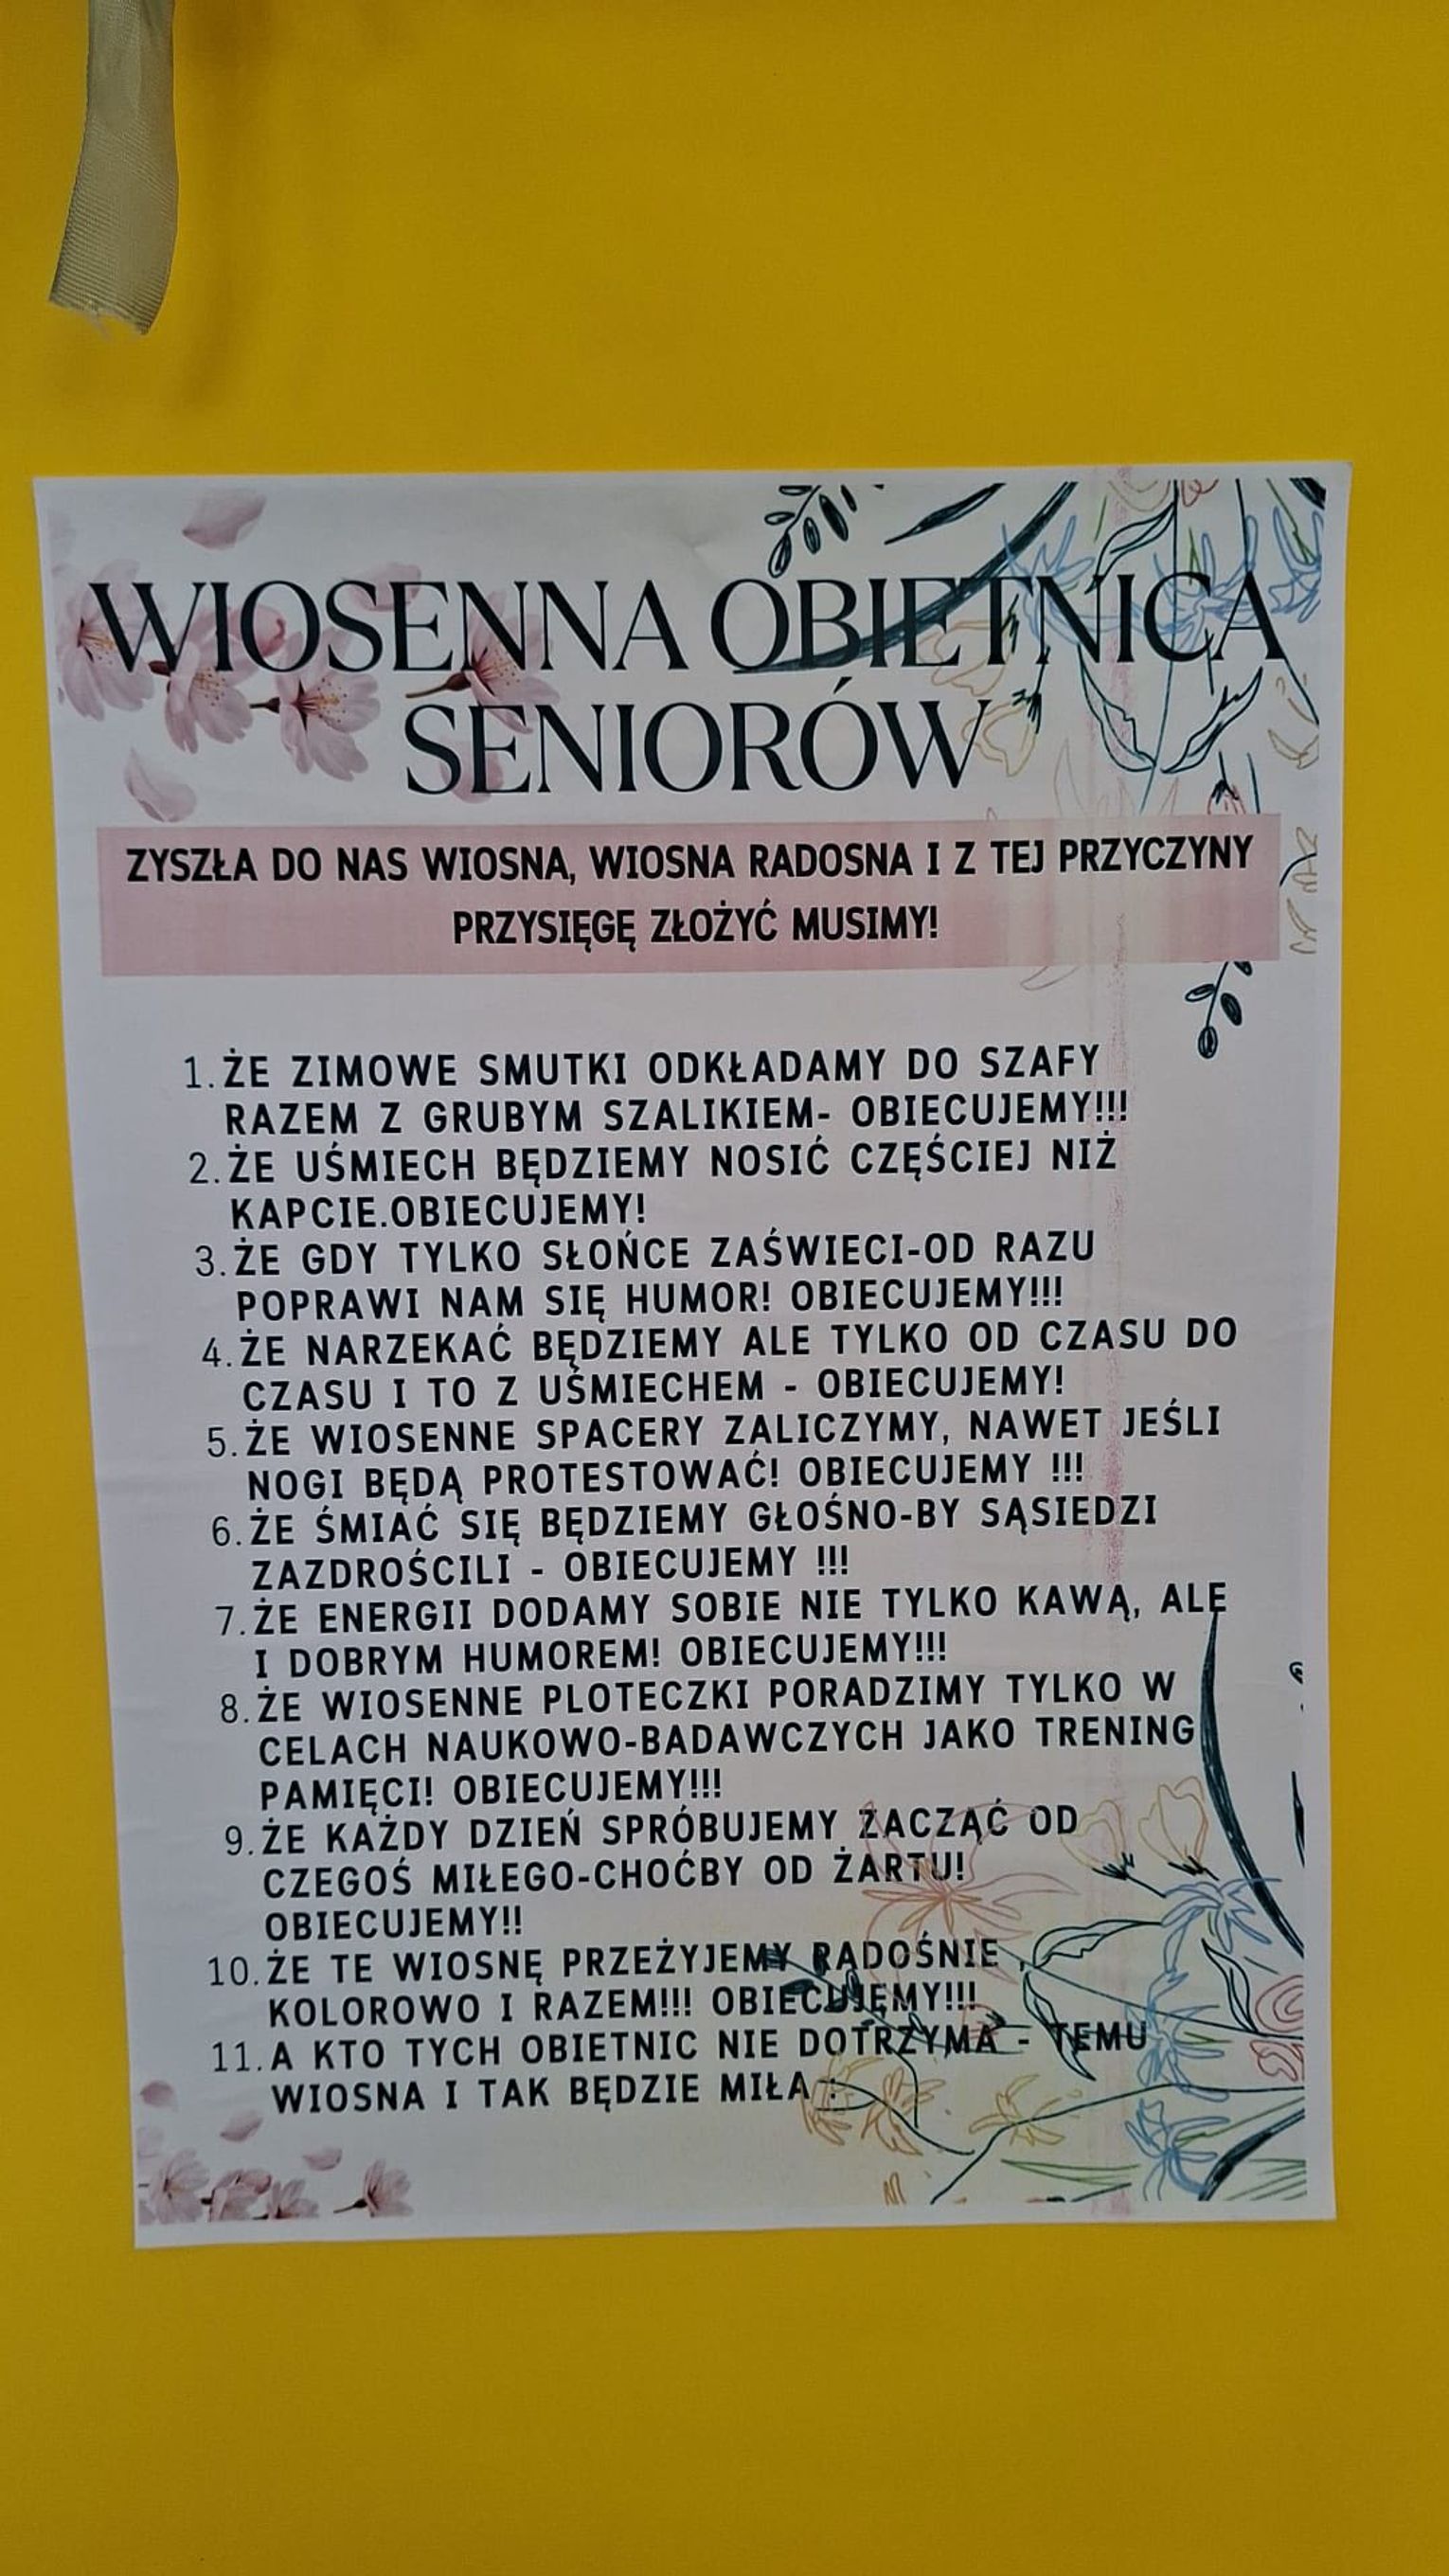 WIOSENNA OBIETNICA
SENIORÓW
ZYSZŁA DO NAS WIOSNA, WIOSNA RADOSNA I Z TEJ PRZYCZYNY
PRZYSIĘGĘ ZŁOŻYĆ MUSIMY!
1. ŻE ZIMOWE SMUTKI ODKŁADAMY DO SZAFY
RAZEM Z GRUBYM SZALIKIEM- OBIECUJEMY!!!
2. ŻE UŚMIECH BĘDZIEMY NOSIĆ CZĘŚCIEJ NIŻ
KAPCIE.OBIECUJEMY!
3. ŻE GDY TYLKO SŁOŃCE ZAŚWIECI-OD RAZU
POPRAWI NAM SIĘ HUMOR! OBIECUJEMY!!!
4. ŻE NARZEKAĆ BĘDZIEMY ALE TYLKO OD CZASU DO
CZASU I TO Z UŚMIECHEM - OBIECUJEMY!
5. ŻE WIOSENNE SPACERY ZALICZYMY, NAWET JEŚLI
NOGI BĘDĄ PROTESTOWAĆ! OBIECUJEMY !!!
6. ŻE ŚMIAĆ SIĘ BĘDZIEMY GŁOŚNO-BY SĄSIEDZI
ZAZDROŚCILI - OBIECUJEMY !!!
7. ŻE ENERGII DODAMY SOBIE NIE TYLKO KAWĄ, ALE
I DOBRYM HUMOREM! OBIECUJEMY!!!
8. ŻE WIOSENNE PLOTECZKI PORADZIMY TYLKO W
CELACH NAUKOWO-BADAWCZYCH JAKO TRENING
PAMIĘCI! OBIECUJEMY!!!
9. ŻE KAŻDY DZIEŃ SPRÓBUJEMY ZACZĄĆ OD
CZEGOŚ MIŁEGO-CHOĆBY OD ŻARTU!
OBIECUJEMY!!
10. ŻE TE WIOSNĘ PRZEŻYJEMY RADOŚNIE ,
KOLOROWO I RAZEM!!! OBIECUJEMY!!!
11. A KTO TYCH OBIETNIC NIE DOTRZYMA - TEMU
WIOSNA I TAK BĘDZIE MIŁA :